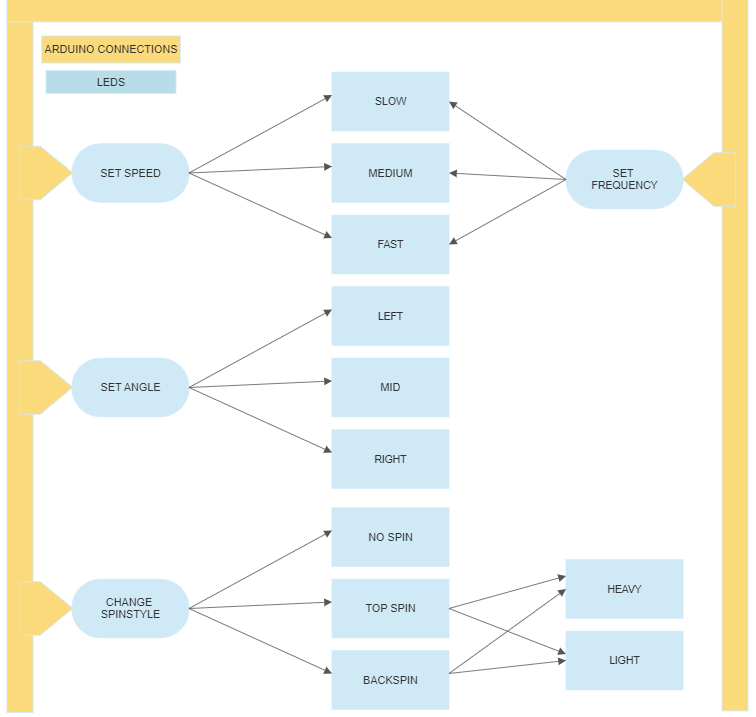 ARDUINO CONNECTIONS
LEDS
SLOW
SET SPEED
MEDIUM
SET
FREQUENCY
FAST
LEFT
SET ANGLE
MID
RIGHT
NO SPIN
CHANGE
SPINSTYLE
TOP SPIN
HEAVY
BACKSPIN
LIGHT